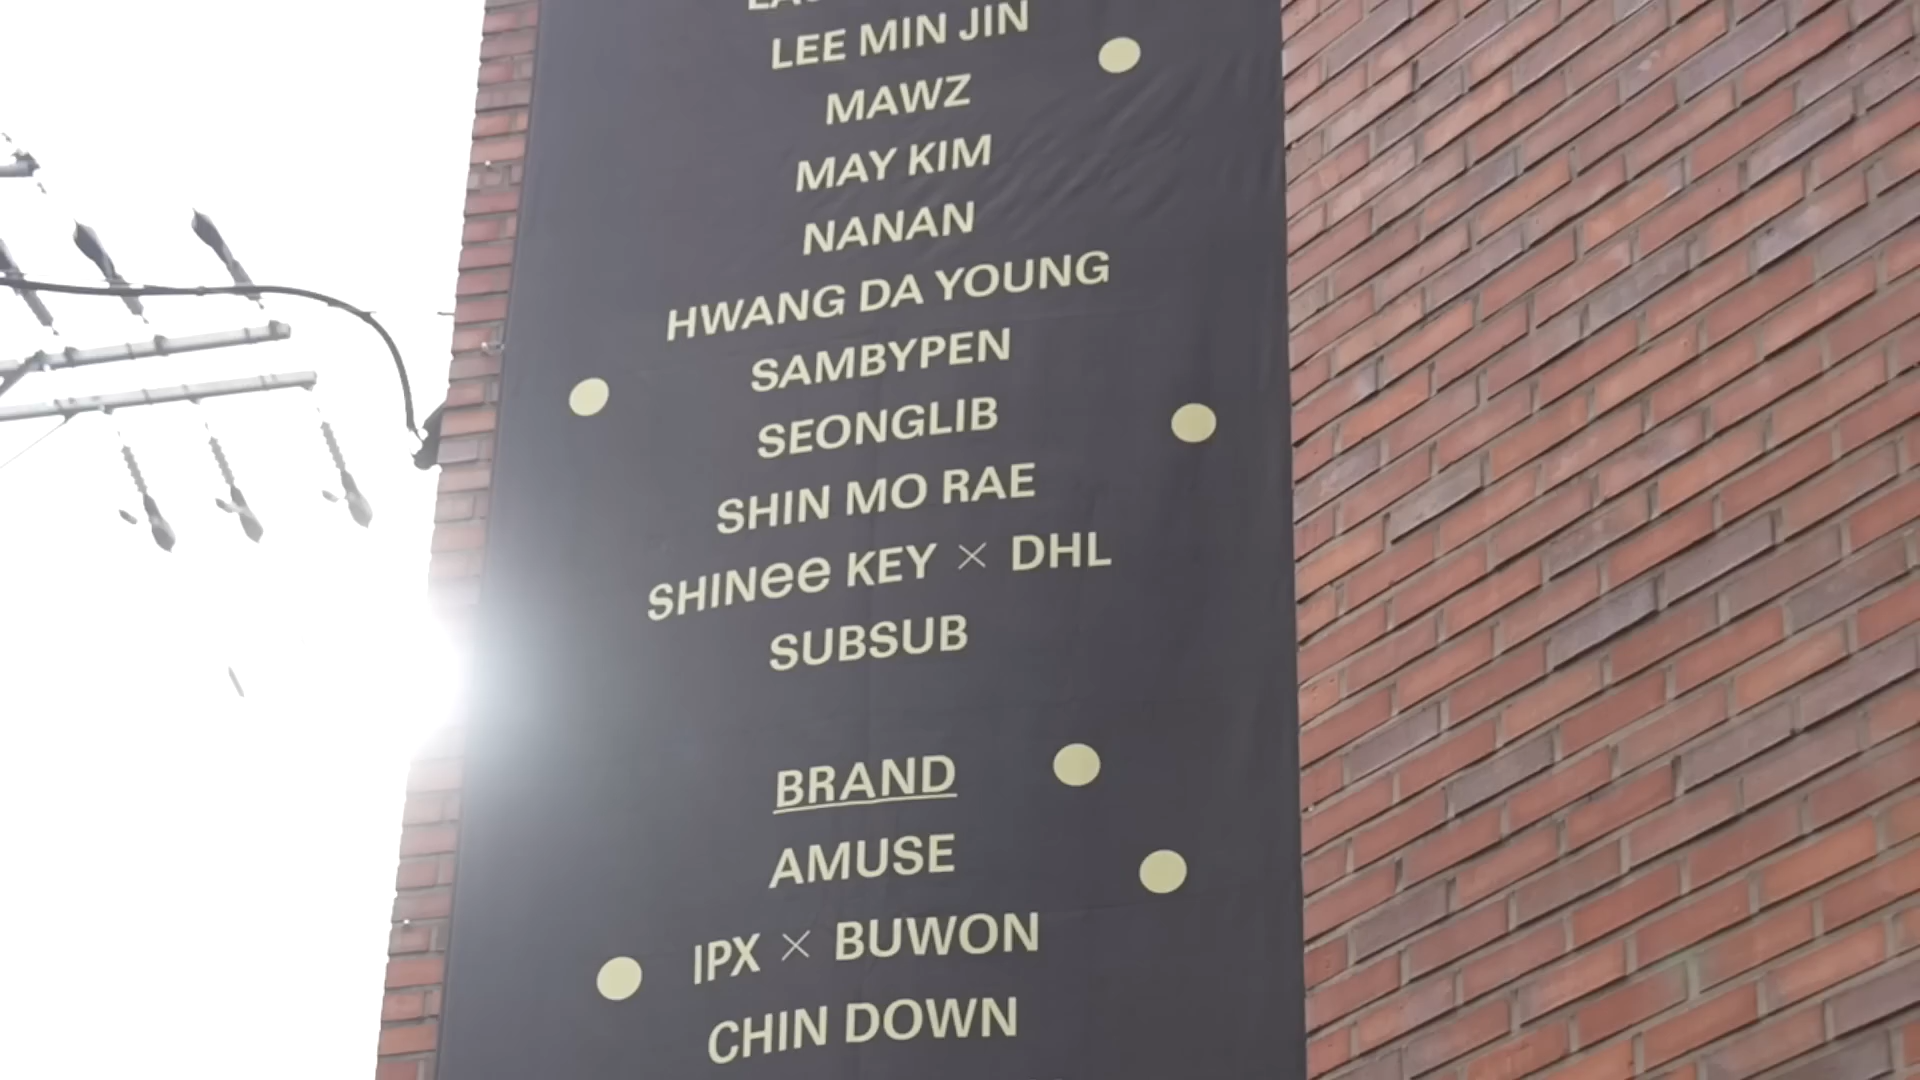 LEE MIN JIN
MAWZ
MAY KIM
NANAN
HWANG DA YOUNG
SAMBYPEN
SEONGLIB
SHIN MO RAE
SHINee KEY × DHL
SUBSUB
BRAND
AMUSE
IPX × BUWON
CHIN DOWN